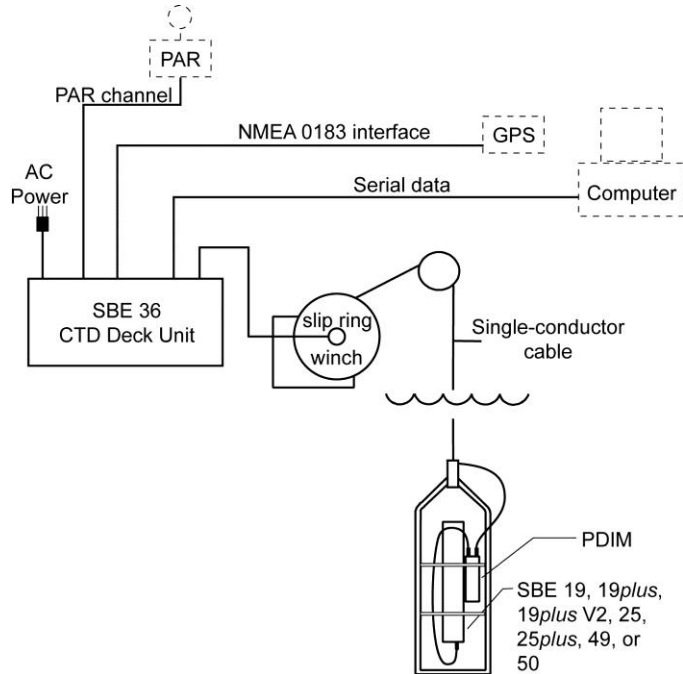 PAR
PAR channel
NMEA 0183 interface
GPS
AC
Power
Serial data
Computer
SBE 36
CTD Deck Unit
slip ring
winch
Single-conductor
cable
PDIM
SBE 19, 19plus,
19plus V2, 25,
25plus, 49, or
50